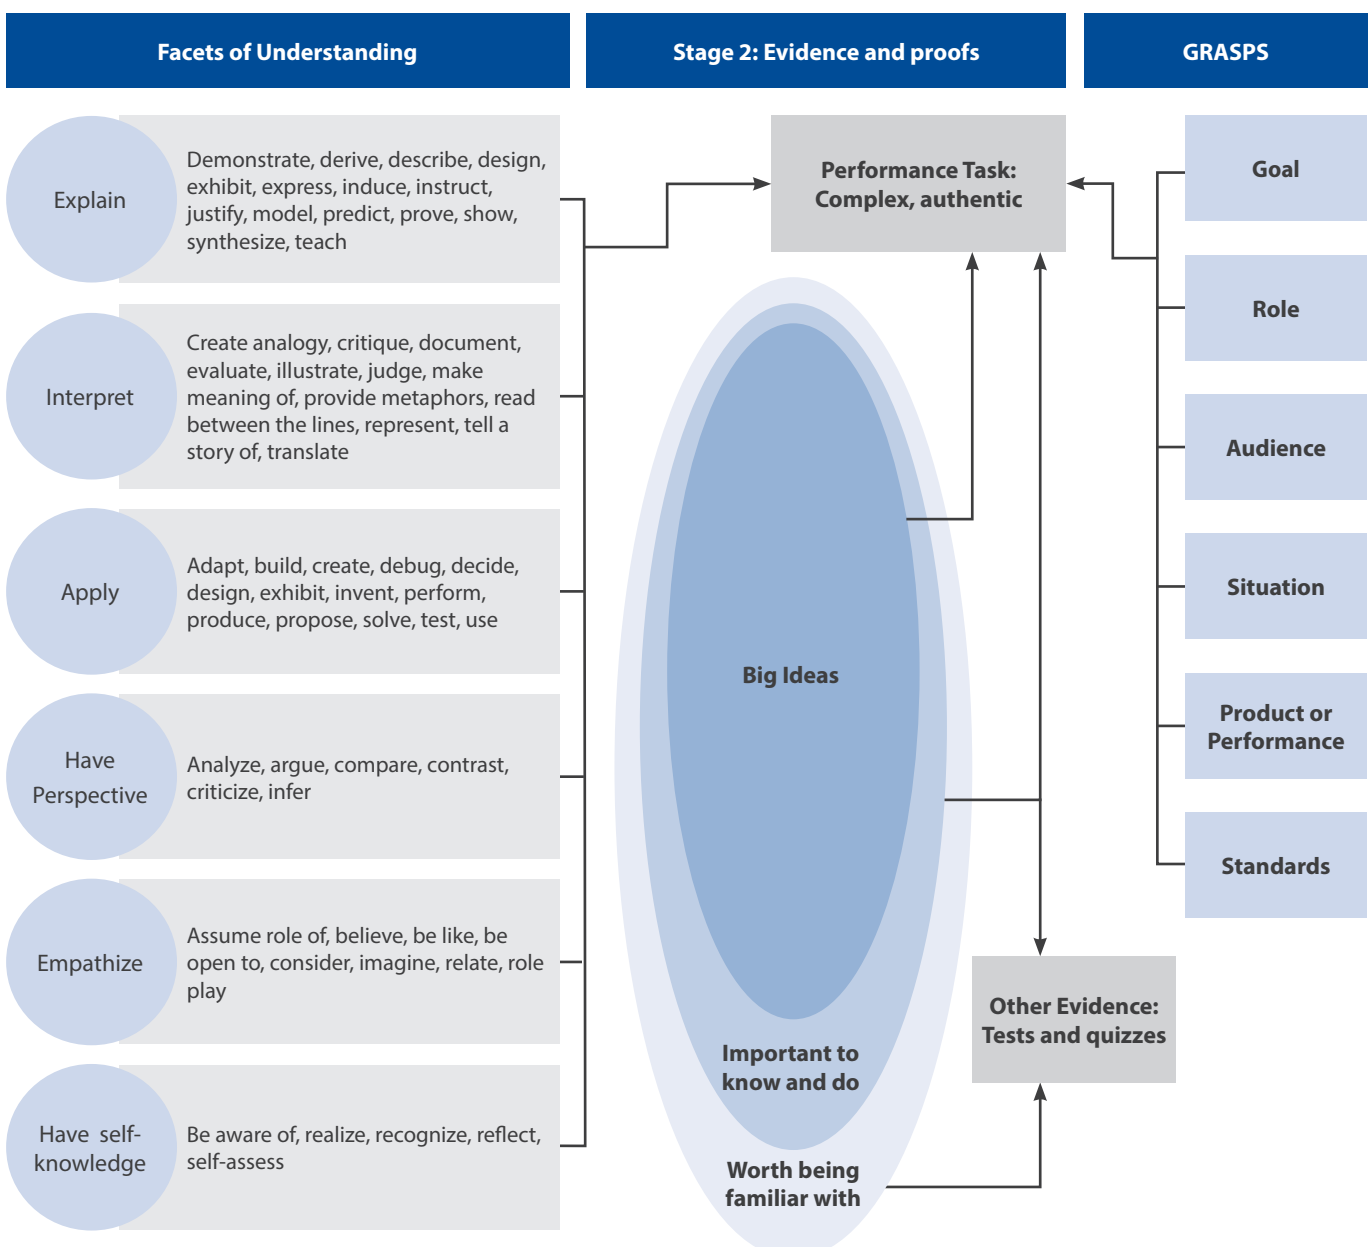 Facets of Understanding
Stage 2: Evidence and proofs
GRASPS
Explain
Demonstrate, derive, describe, design,
exhibit, express, induce, instruct,
justify, model, predict, prove, show,
synthesize, teach
Interpret
Create analogy, critique, document,
evaluate, illustrate, judge, make
meaning of, provide metaphors, read
between the lines, represent, tell a
story of, translate
Apply
Adapt, build, create, debug, decide,
design, exhibit, invent, perform,
produce, propose, solve, test, use
Have
Perspective
Analyze, argue, compare, contrast,
criticize, infer
Empathize
Assume role of, believe, be like, be
open to, consider, imagine, relate, role
play
Have self-
knowledge
Be aware of, realize, recognize, reflect,
self-assess
Performance Task:
Complex, authentic
Big Ideas
Important to
know and do
Worth being
familiar with
Other Evidence:
Tests and quizzes
Goal
Role
Audience
Situation
Product or
Performance
Standards